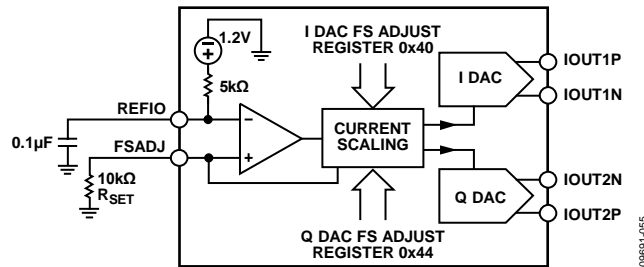 1.2V
I DAC FS ADJUST
REGISTER 0x40
I DAC
IOUT1P
IOUT1N
5kΩ
REFIO
0.1µF
FSADJ
–
+
CURRENT
SCALING
10kΩ
RSET
Q DAC
IOUT2N
IOUT2P
Q DAC FS ADJUST
REGISTER 0x44
09691-055